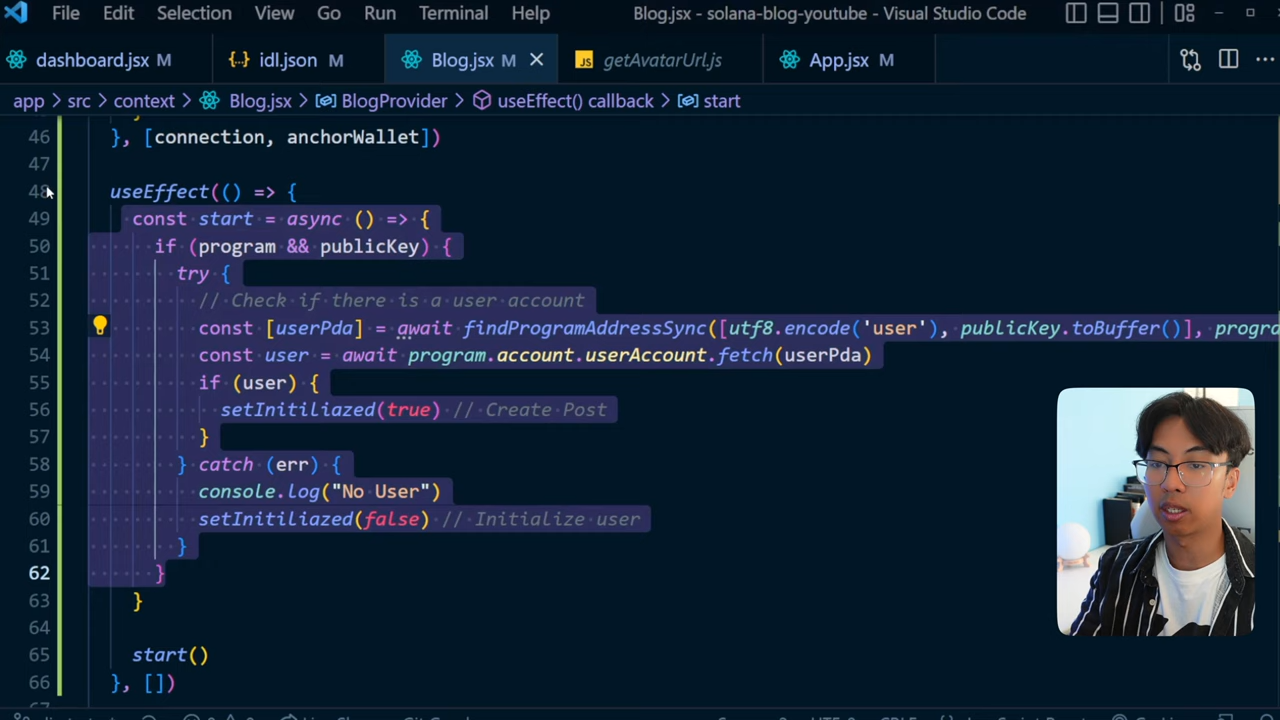 File Edit Selection View Go Run Terminal Help Blog.jsx - solana-blog-youtube - Visual Studio Code
dashboard.jsx M idl.json M Blog.jsx M getAvatarUrl.js App.jsx M
app > src > context > Blog.jsx > BlogProvider > useEffect() callback > start
46 }, [connection, anchorWallet])
47
48 useEffect(() => {
49 const start = async () => {
50 if (program && publicKey) {
51 try {
52 // Check if there is a user account
53 const [userPda] = await findProgramAddressSync([utf8.encode('user'), publicKey.toBuffer()], progra
54 const user = await program.account.userAccount.fetch(userPda)
55 if (user) {
56 setInitiliazed(true) // Create Post
57 }
58 } catch (err) {
59 console.log("No User")
60 setInitiliazed(false) // Initialize user
61 }
62 }
63 }
64
65 start()
66 }, [])